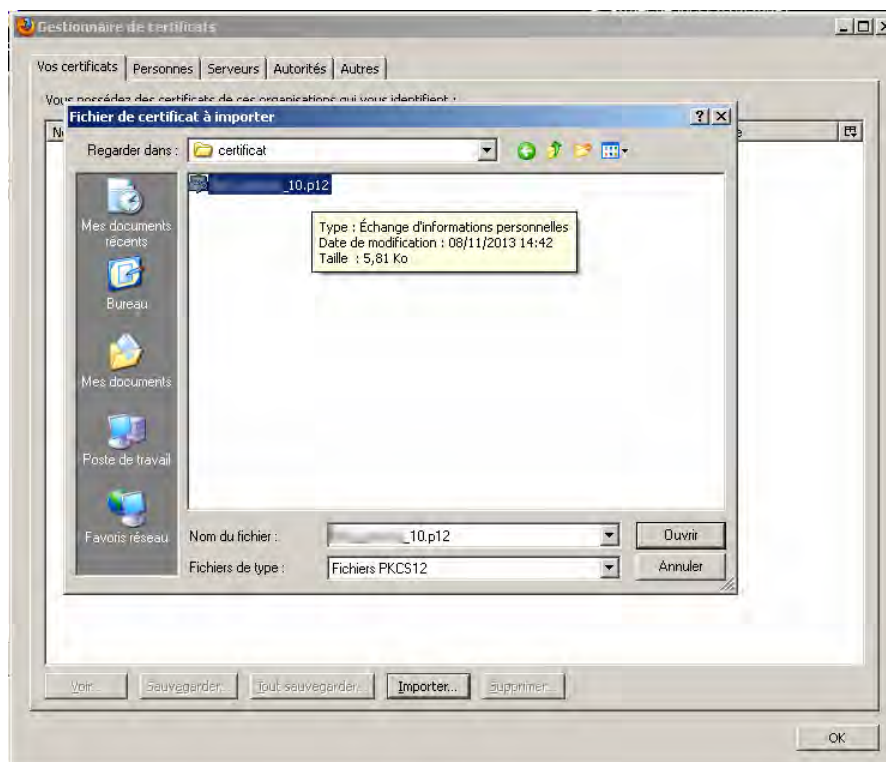 Gestionnaire de certificats
Vos certificats Personnes Serveurs Autorités Autres
Vous possédez des certificats de ces organisations qui vous identifient :
Fichier de certificat à importer
Regarder dans : certificat
_10.p12
Type : Échange d'informations personnelles
Date de modification : 08/11/2013 14:42
Taille : 5,81 Ko
Mes documents
récents
Bureau
Mes documents
Poste de travail
Favoris réseau
Nom du fichier : _10.p12 Ouvrir
Fichiers de type : Fichiers PKCS12 Annuler
Voir... Sauvegarder... Tout sauvegarder... Importer... Supprimer...
OK